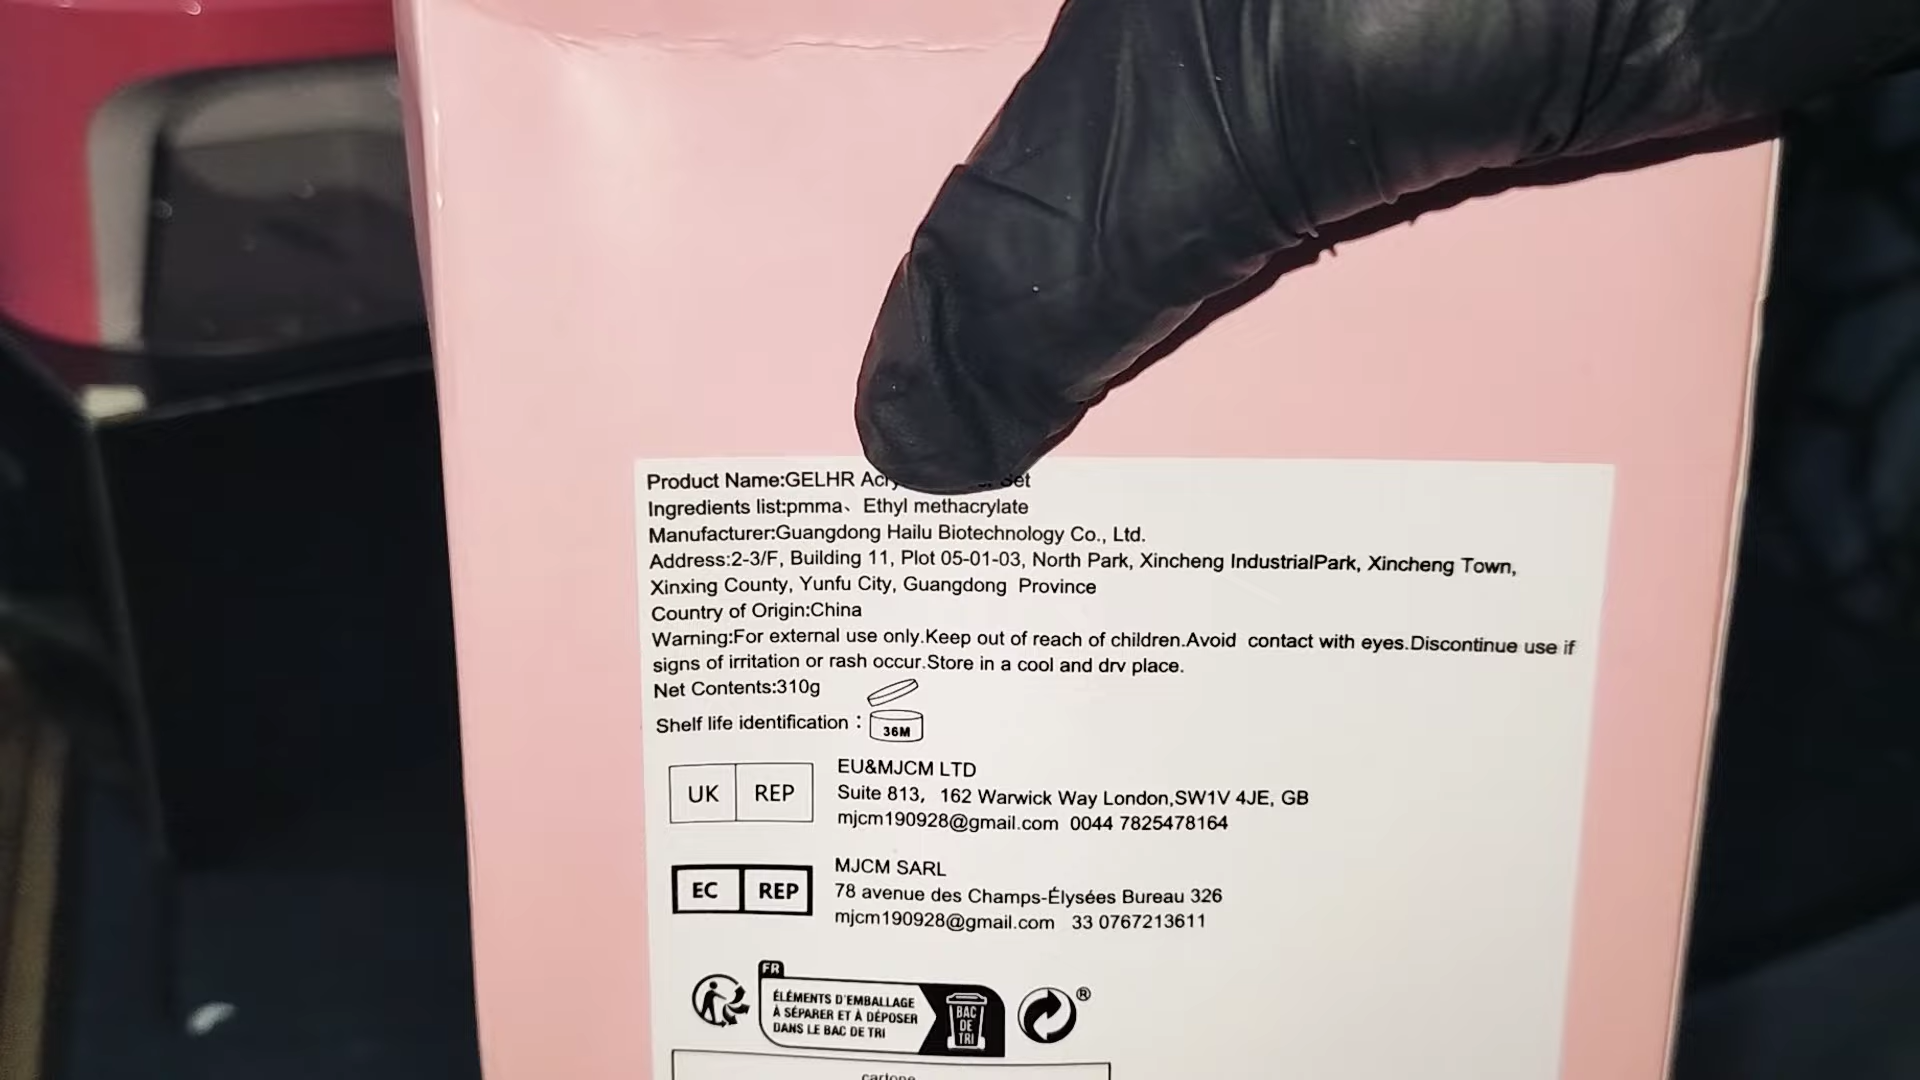 Product Name:GELHR Acry Set
Ingredients list:pmma、Ethyl methacrylate
Manufacturer:Guangdong Hailu Biotechnology Co., Ltd.
Address:2-3/F, Building 11, Plot 05-01-03, North Park, Xincheng IndustrialPark, Xincheng Town,
Xinxing County, Yunfu City, Guangdong Province
Country of Origin:China
Warning:For external use only.Keep out of reach of children.Avoid contact with eyes.Discontinue use if
signs of irritation or rash occur.Store in a cool and drv place.
Net Contents:310g
Shelf life identification：
36M
UK REP
EU&MJCM LTD
Suite 813, 162 Warwick Way London,SW1V 4JE, GB
mjcm190928@gmail.com 0044 7825478164
EC REP
MJCM SARL
78 avenue des Champs-Élysées Bureau 326
mjcm190928@gmail.com 33 0767213611
FR
ÉLÉMENTS D'EMBALLAGE
À SÉPARER ET À DÉPOSER
DANS LE BAC DE TRI
BAC
DE
TRI
®
cartone